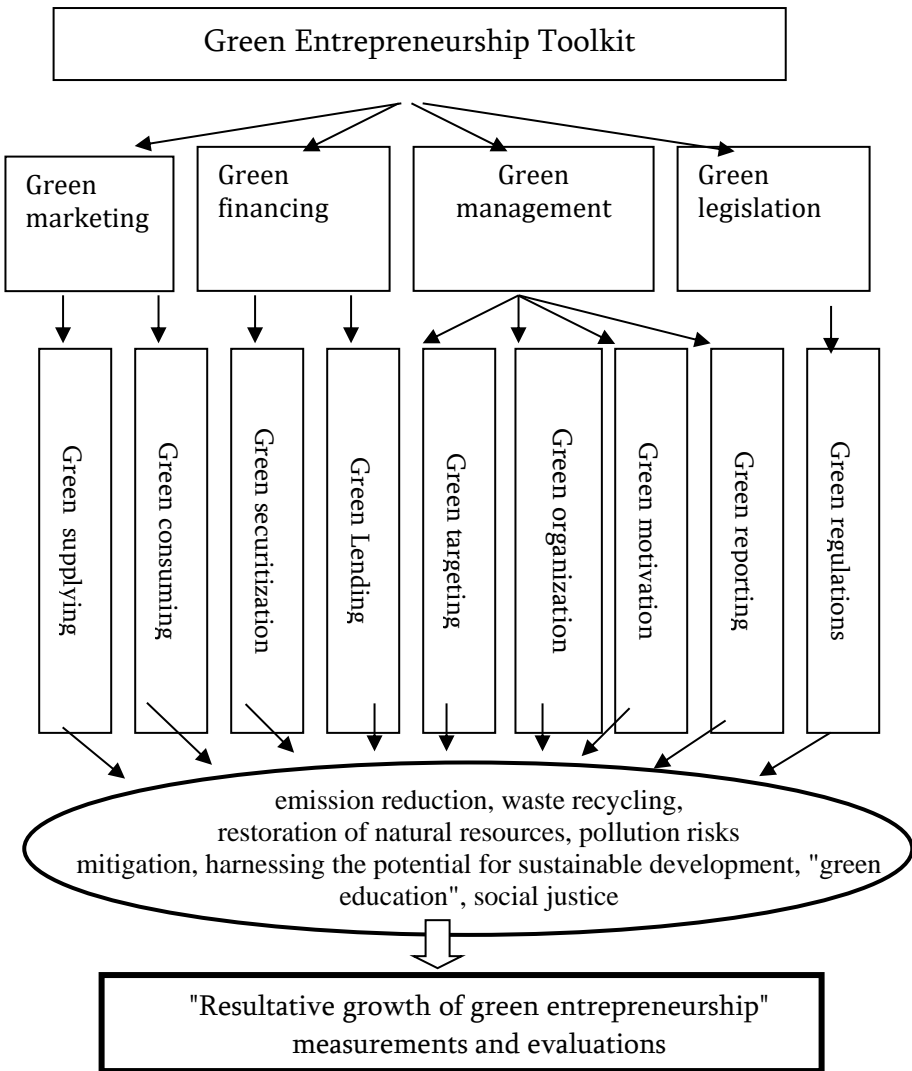 Green Entrepreneurship Toolkit
Green
marketing
Green
financing
Green
management
Green
legislation
Green supplying
Green consuming
Green securitization
Green Lending
Green targeting
Green organization
Green motivation
Green reporting
Green regulations
emission reduction, waste recycling,
restoration of natural resources, pollution risks
mitigation, harnessing the potential for sustainable development, "green
education", social justice
"Resultative growth of green entrepreneurship"
measurements and evaluations